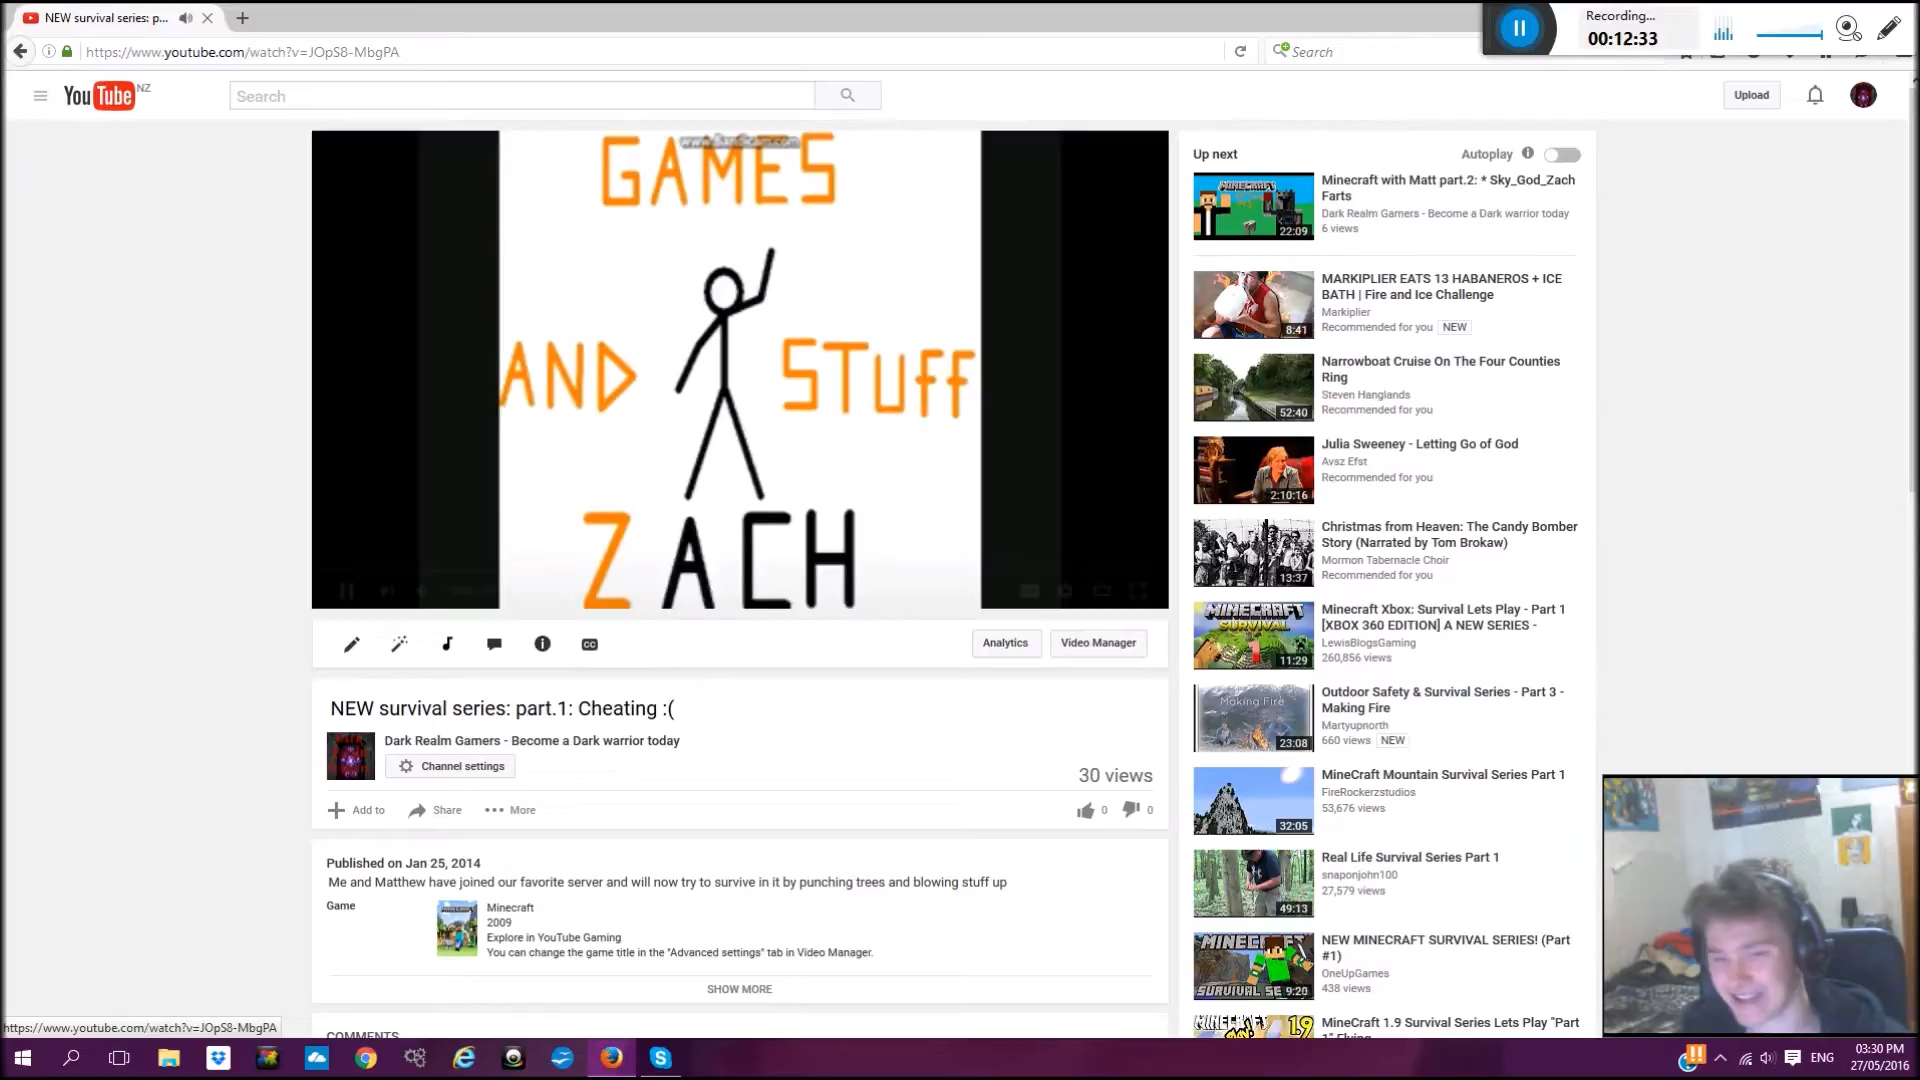 NEW survival series: p...
Recording...
00:12:33
https://www.youtube.com/watch?v=JOpS8-MbgPA
Search
YouTube NZ
Search
Upload
GAMES
AND STUFF
ZACH
Up next
Autoplay
MINECRAFT
22:09
Minecraft with Matt part.2: * Sky_God_Zach
Farts
Dark Realm Gamers - Become a Dark warrior today
6 views
8:41
MARKIPLIER EATS 13 HABANEROS + ICE
BATH | Fire and Ice Challenge
Markiplier
Recommended for you NEW
52:40
Narrowboat Cruise On The Four Counties
Ring
Steven Hanglands
Recommended for you
2:10:16
Julia Sweeney - Letting Go of God
Avsz Efst
Recommended for you
13:37
Christmas from Heaven: The Candy Bomber
Story (Narrated by Tom Brokaw)
Mormon Tabernacle Choir
Recommended for you
MINECRAFT
SURVIVAL
11:29
Minecraft Xbox: Survival Lets Play - Part 1
[XBOX 360 EDITION] A NEW SERIES -
LewisBlogsGaming
260,856 views
Making Fire
23:08
Outdoor Safety & Survival Series - Part 3 -
Making Fire
Martyupnorth
660 views NEW
32:05
MineCraft Mountain Survival Series Part 1
FireRockerzstudios
53,676 views
49:13
Real Life Survival Series Part 1
snaponjohn100
27,579 views
MINECRAFT
SURVIVAL SE
9:20
NEW MINECRAFT SURVIVAL SERIES! (Part
#1)
OneUpGames
438 views
MINECRAFT
1.9
MineCraft 1.9 Survival Series Lets Play "Part
Analytics
Video Manager
NEW survival series: part.1: Cheating :(
Dark Realm Gamers - Become a Dark warrior today
Channel settings
30 views
Add to
Share
More
0
0
Published on Jan 25, 2014
Me and Matthew have joined our favorite server and will now try to survive in it by punching trees and blowing stuff up
Game
Minecraft
2009
Explore in YouTube Gaming
You can change the game title in the "Advanced settings" tab in Video Manager.
SHOW MORE
COMMENTS
https://www.youtube.com/watch?v=JOpS8-MbgPA
ENG
03:30 PM
27/05/2016